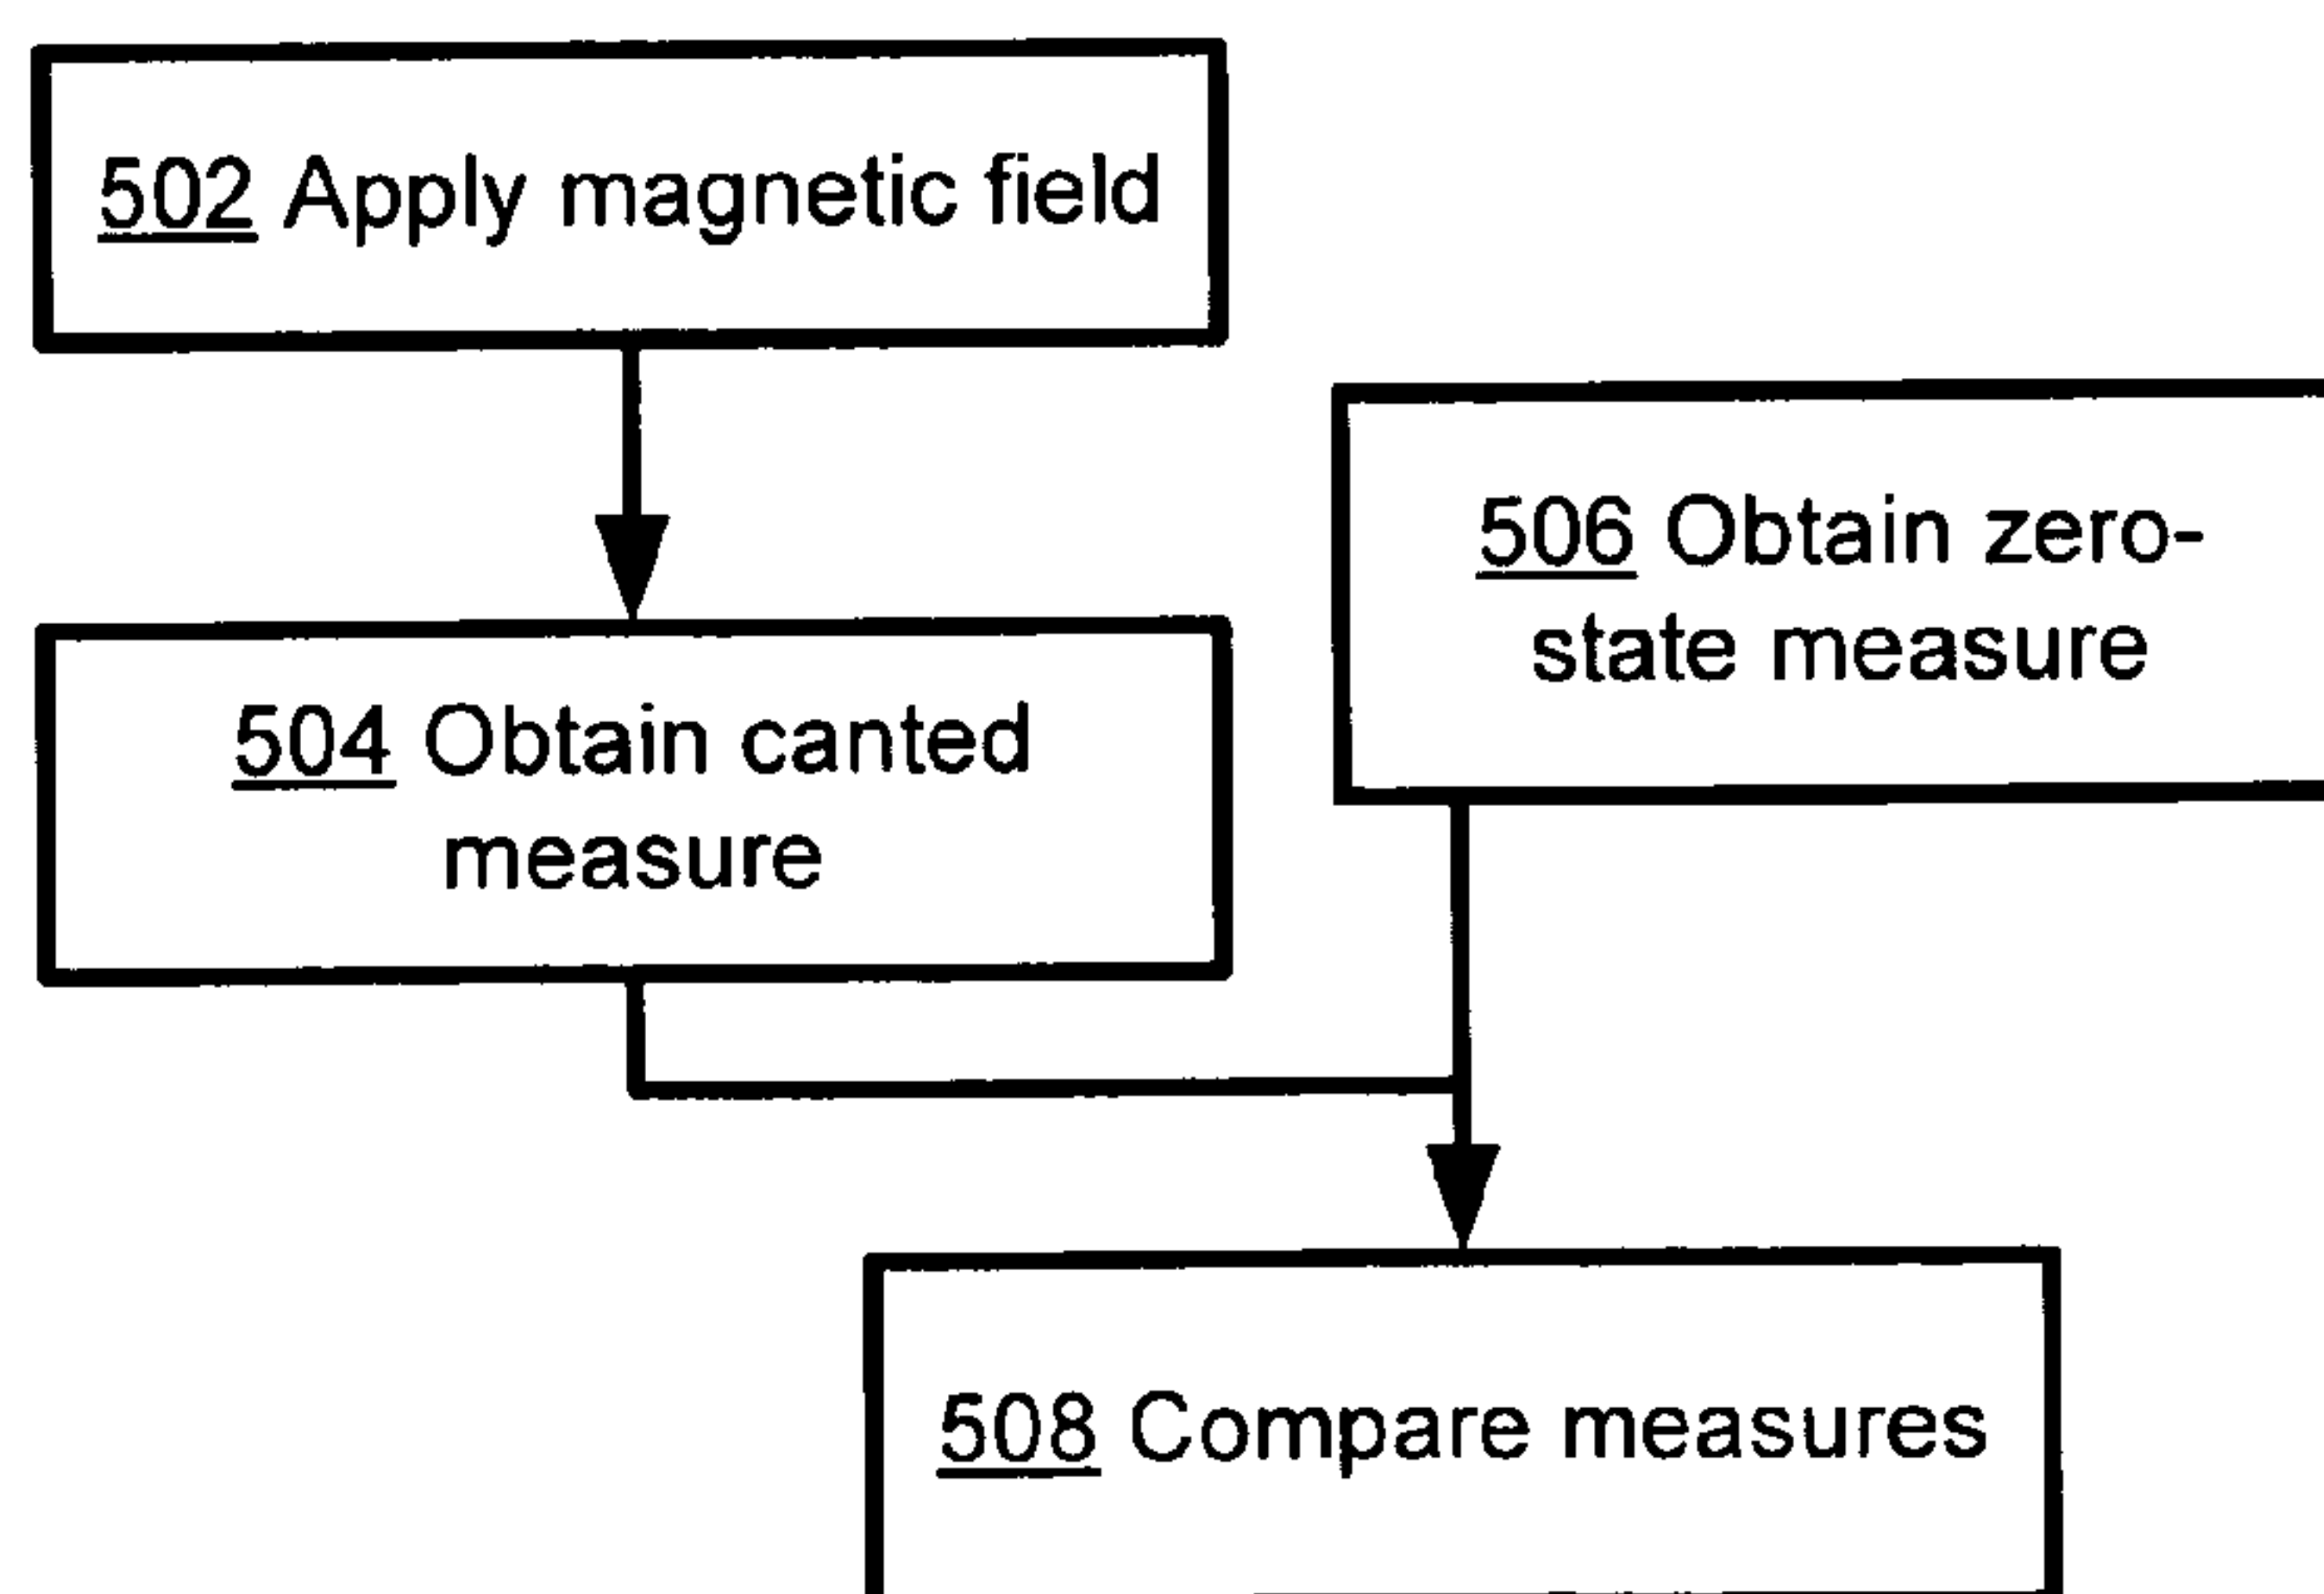 502 Apply magnetic field
504 Obtain canted
measure
506 Obtain zero-
state measure
508 Compare measures